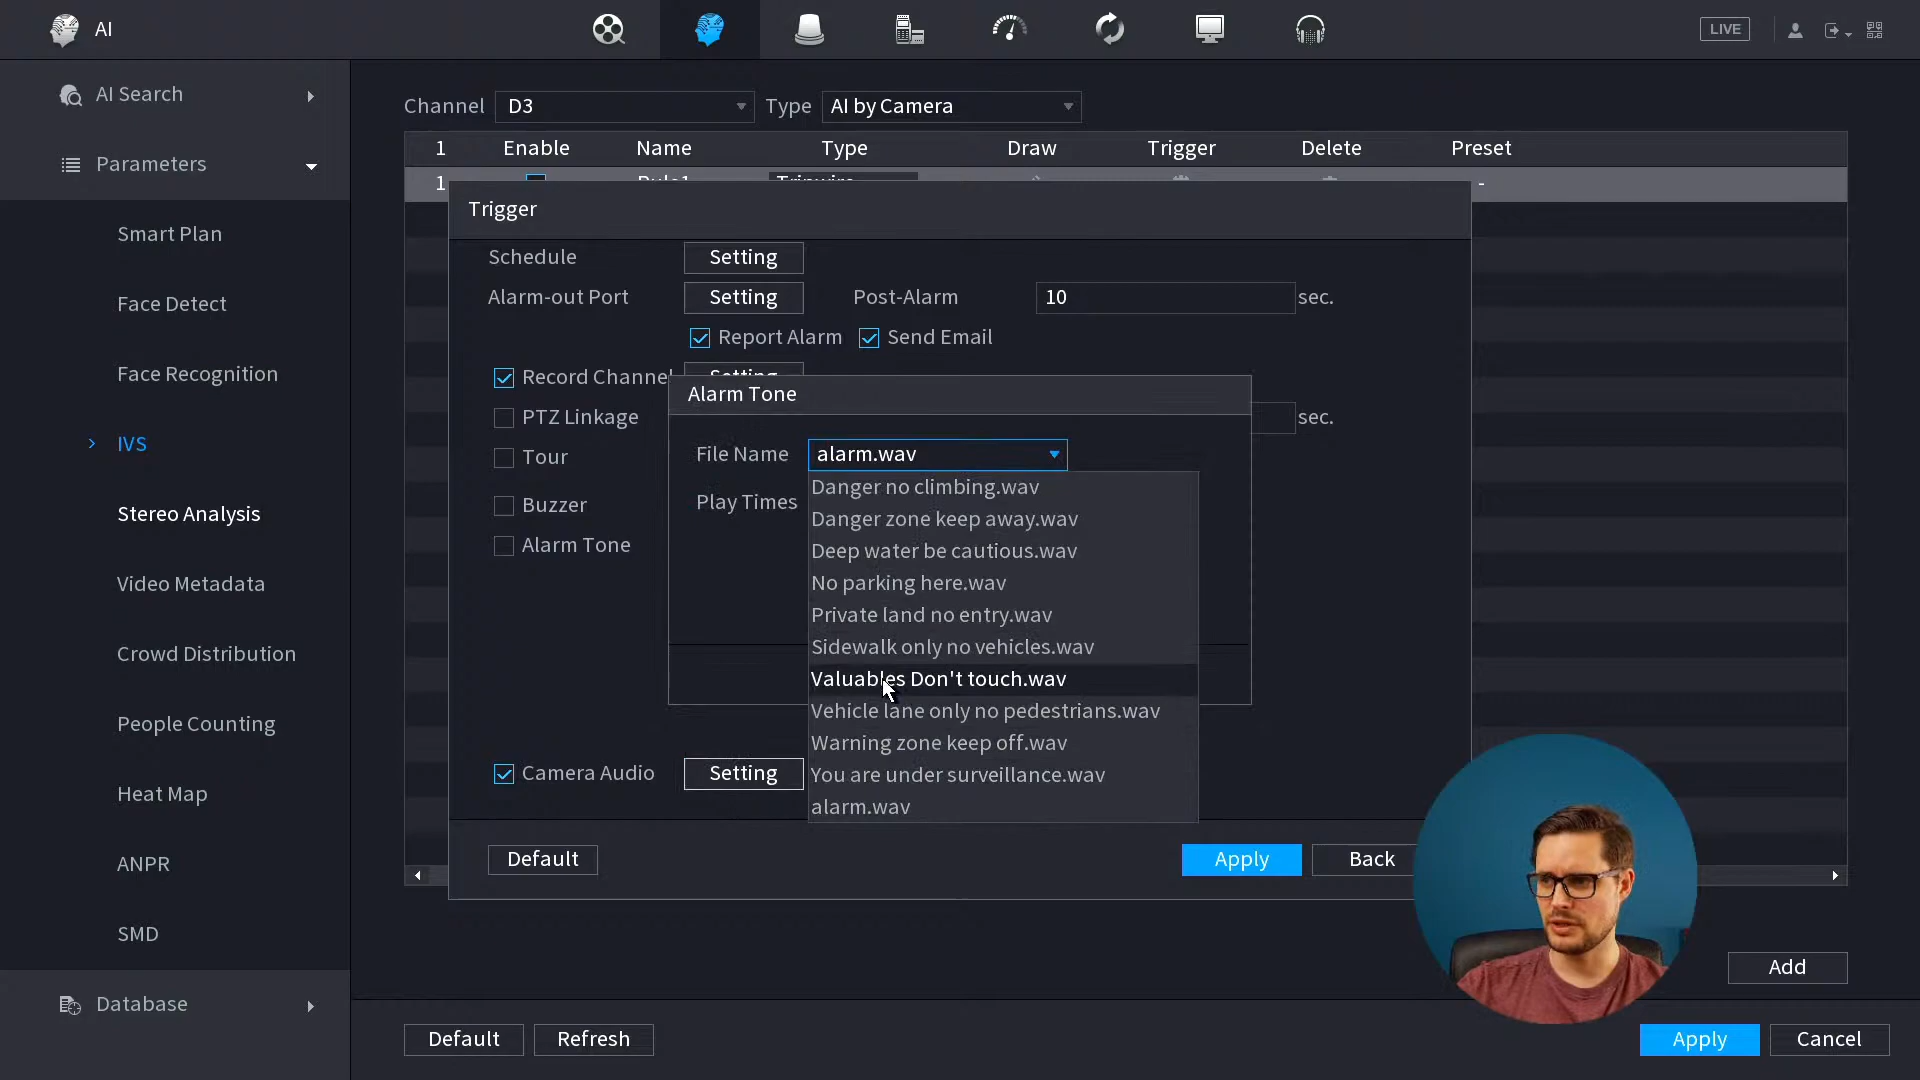 AI
LIVE
AI Search
Parameters
Smart Plan
Face Detect
Face Recognition
IVS
Stereo Analysis
Video Metadata
Crowd Distribution
People Counting
Heat Map
ANPR
SMD
Database
Channel D3 Type AI by Camera
1 Enable Name Type Draw Trigger Delete Preset
1 Rule1 Tripwire -
Trigger
Schedule Setting
Alarm-out Port Setting Post-Alarm 10 sec.
Report Alarm Send Email
Record Channel Setting
PTZ Linkage sec.
Tour
Buzzer
Alarm Tone
Camera Audio Setting
Alarm Tone
File Name alarm.wav
Play Times
Danger no climbing.wav
Danger zone keep away.wav
Deep water be cautious.wav
No parking here.wav
Private land no entry.wav
Sidewalk only no vehicles.wav
Valuables Don't touch.wav
Vehicle lane only no pedestrians.wav
Warning zone keep off.wav
You are under surveillance.wav
alarm.wav
Default Apply Back
Add
Default Refresh Apply Cancel